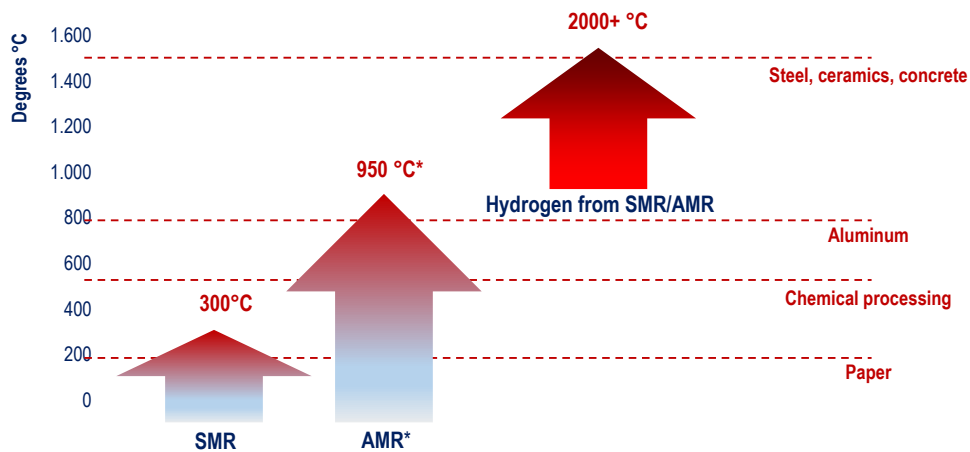 Degrees °C
1.600
1.400
1.200
1.000
800
600
400
200
0
2000+ °C
Steel, ceramics, concrete
950 °C*
Hydrogen from SMR/AMR
Aluminum
300°C
Chemical processing
Paper
SMR
AMR*